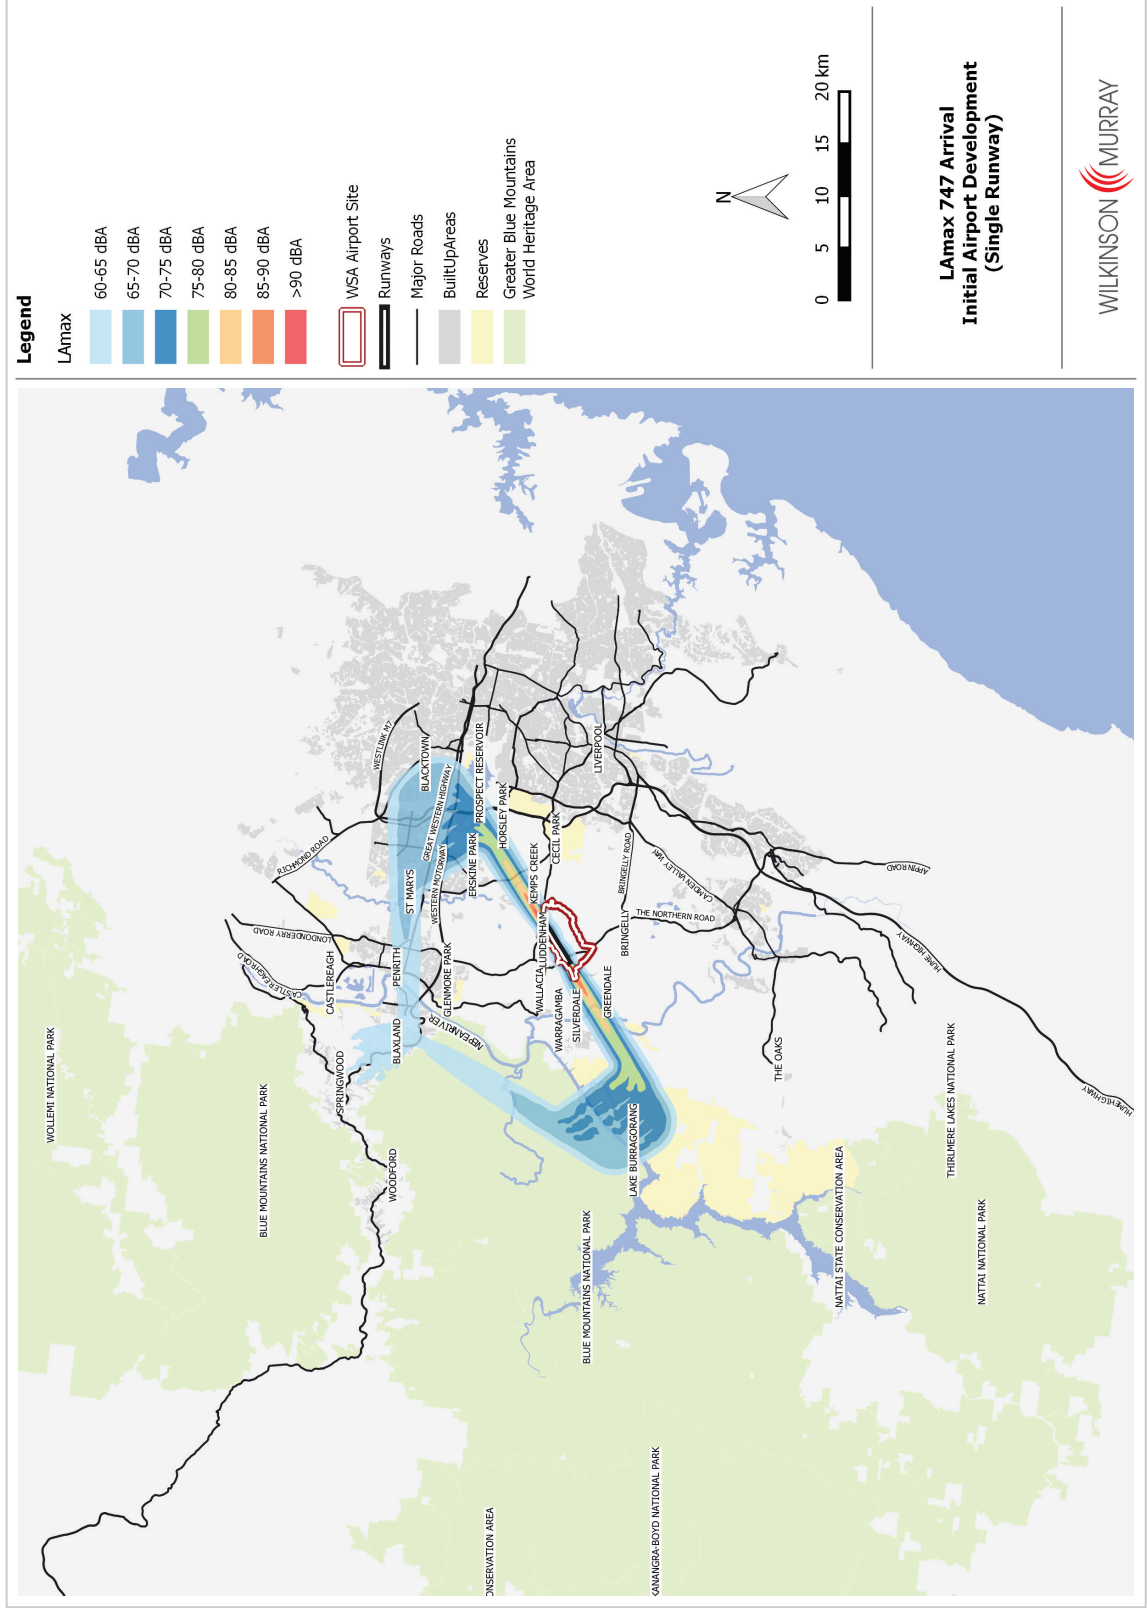 WOLLEMI NATIONAL PARK
RICHMOND ROAD
LONDONDERRY ROAD
CASTLEREAGH
SPRINGWOOD
BLUE MOUNTAINS NATIONAL PARK
WESTLINK M7
BLACKTOWN
GREAT WESTERN HIGHWAY
ST MARYS
WESTERN MOTORWAY
PENRITH
BLAXLAND
WOODFORD
GLENMORE PARK
NEPEAN RIVER
PROSPECT RESERVOIR
ERSKINE PARK
HORSLEY PARK
KEMPS CREEK
CECIL PARK
LUDDENHAM
WALLACIA
WARRAGAMBA
SILVERDALE
GREENDALE
LIVERPOOL
BRINGELLY ROAD
BRINGELLY
CAMDEN VALLEY WAY
THE NORTHERN ROAD
LAKE BURRAGORANG
BLUE MOUNTAINS NATIONAL PARK
ONSERVATION AREA
KANANGRA-BOYD NATIONAL PARK
THE OAKS
NATTAI STATE CONSERVATION AREA
APPIN ROAD
HUME HIGHWAY
THIRLMERE LAKES NATIONAL PARK
NATTAI NATIONAL PARK
HUME HIGHWAY
Legend
LAmax
60-65 dBA
65-70 dBA
70-75 dBA
75-80 dBA
80-85 dBA
85-90 dBA
>90 dBA
WSA Airport Site
Runways
Major Roads
BuiltUpAreas
Reserves
Greater Blue Mountains
World Heritage Area
N
0 5 10 15 20 km
LAmax 747 Arrival
Initial Airport Development
(Single Runway)
WILKINSON MURRAY